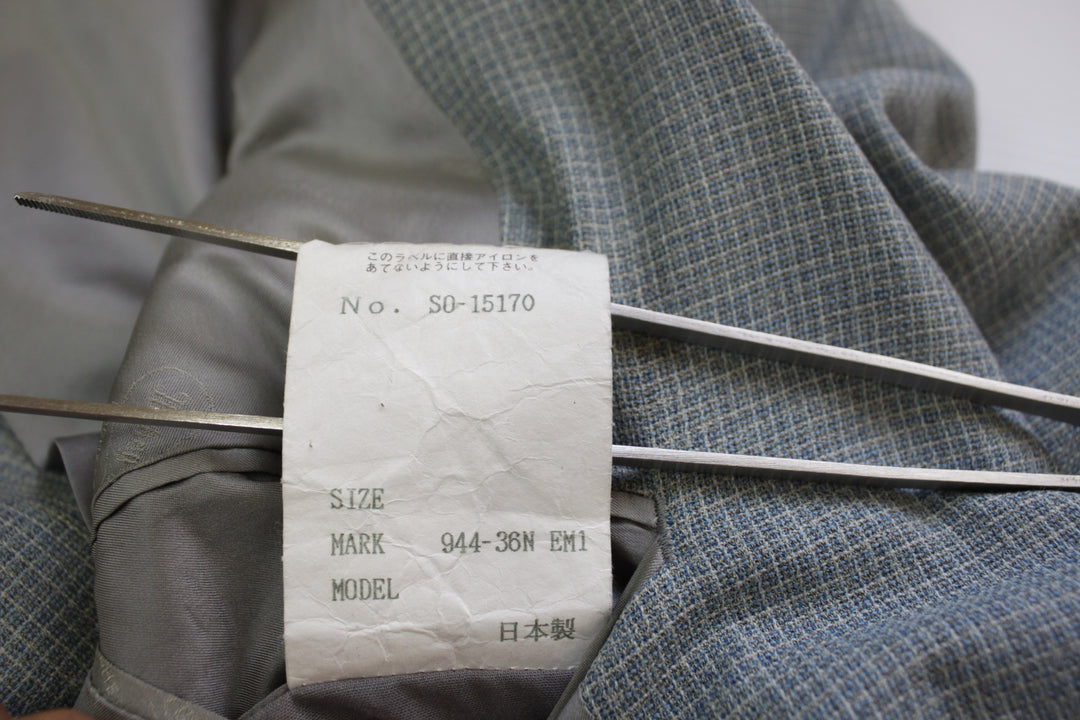 このラベルに直接アイロンを
あてないようにして下さい。
No. SO-15170
SIZE
MARK 944-36N EM1
MODEL
日本製